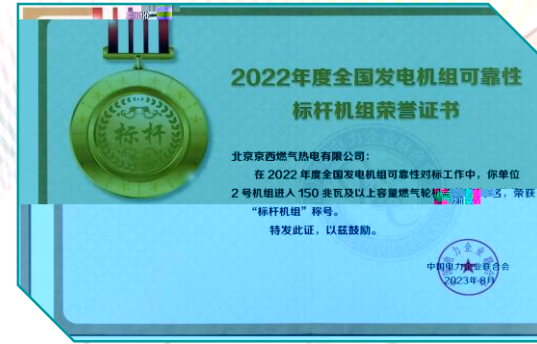 标杆
2022年度全国发电机组可靠性
标杆机组荣誉证书
北京京西燃气热电有限公司：
在 2022 年度全国发电机组可靠性对标工作中，你单位
2 号机组进入 150 兆瓦及以上容量燃气轮机 ，荣获
“标杆机组”称号。
特发此证，以兹鼓励。
中国电力企业联合会
2023年8月